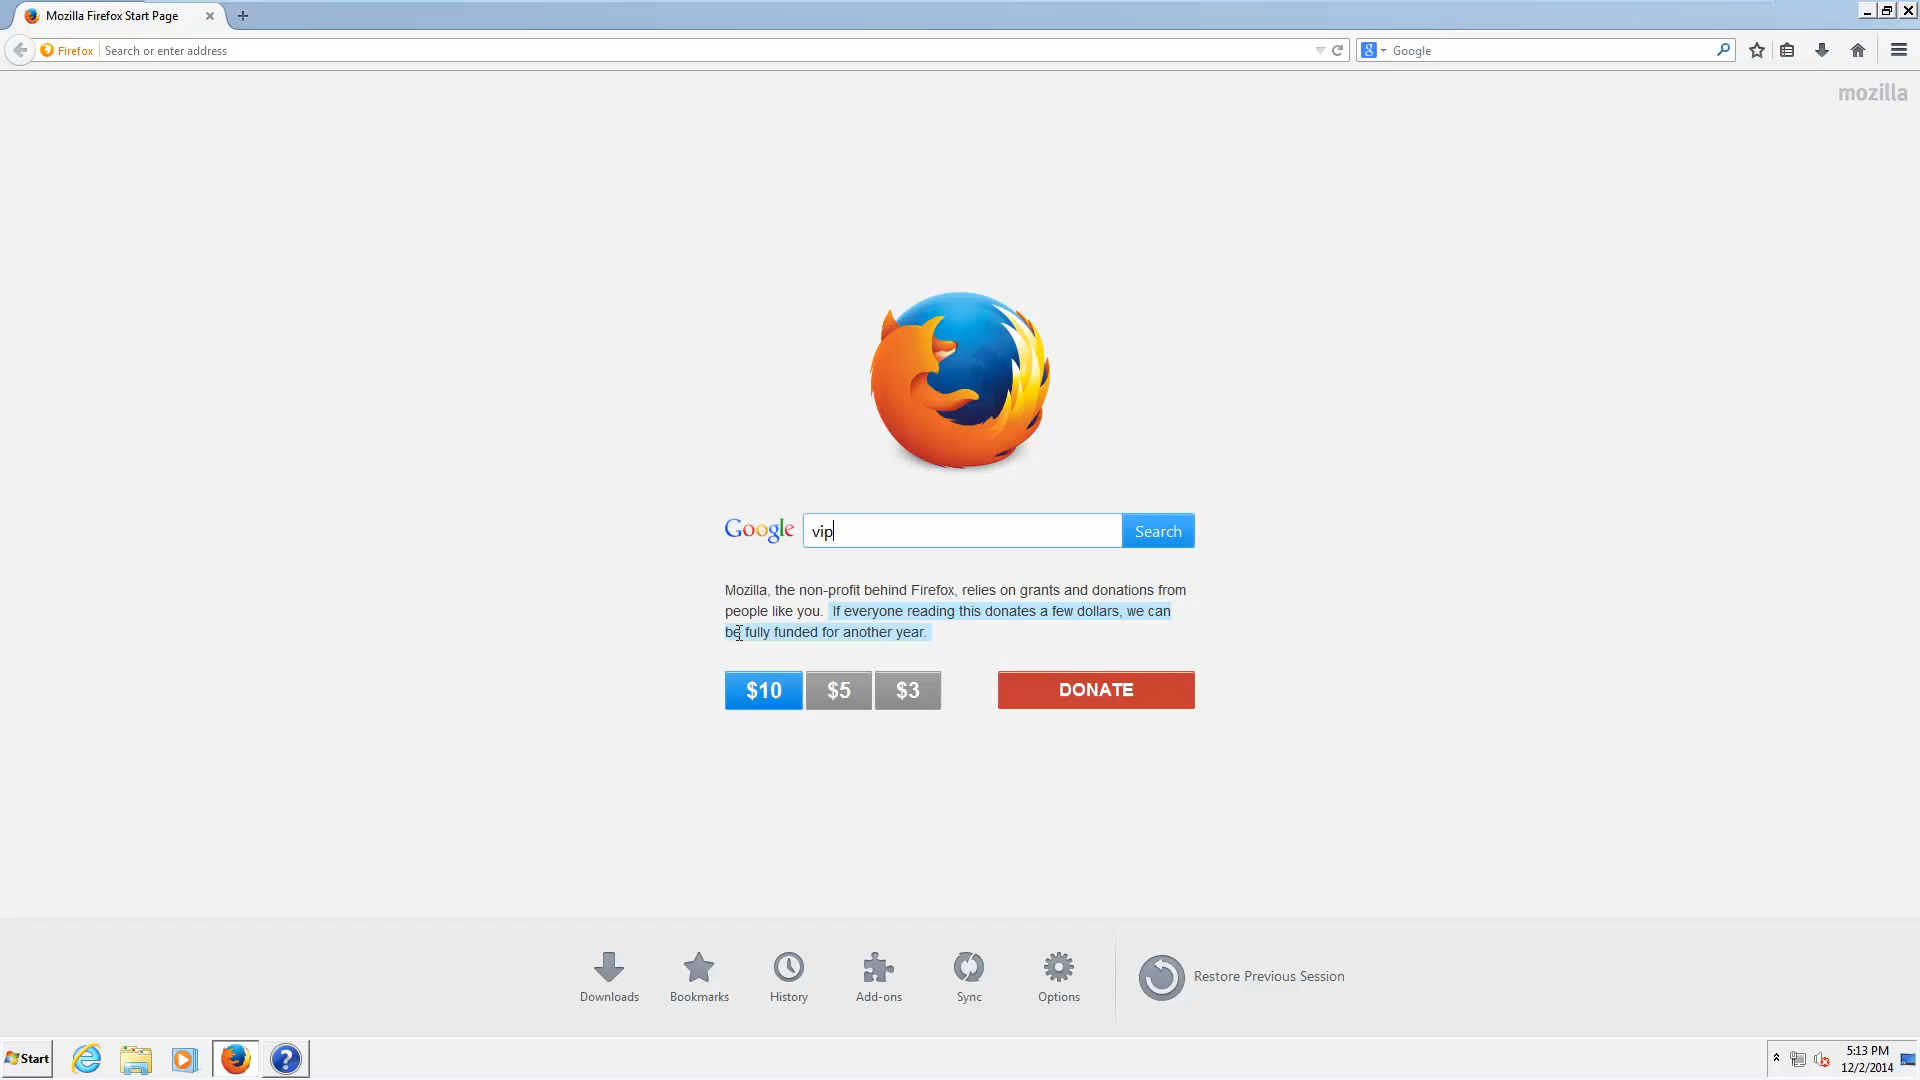 Mozilla Firefox Start Page
Firefox Search or enter address
Google
mozilla
Google vip Search
Mozilla, the non-profit behind Firefox, relies on grants and donations from
people like you. If everyone reading this donates a few dollars, we can
be fully funded for another year.
$10 $5 $3 DONATE
Downloads Bookmarks History Add-ons Sync Options Restore Previous Session
Start
5:13 PM
12/2/2014